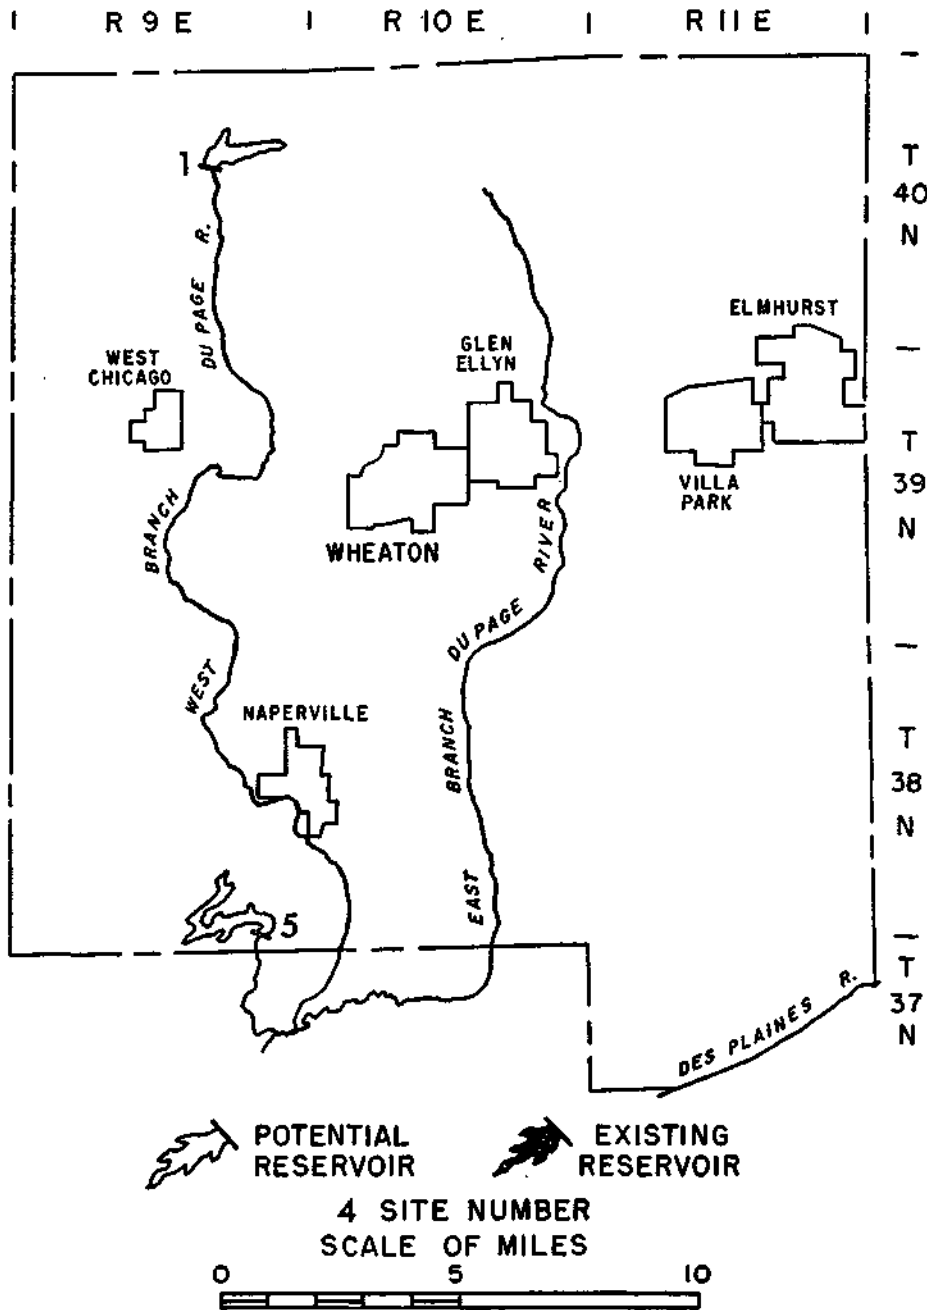 R 9 E
R 10 E
R 11 E
1
T
40
N
DU PAGE R.
ELMHURST
GLEN
ELLYN
WEST
CHICAGO
T
39
N
VILLA
PARK
BRANCH
RIVER
WHEATON
DU PAGE
WEST
NAPERVILLE
BRANCH
T
38
N
EAST
5
T
37
N
DES PLAINES R.
POTENTIAL
RESERVOIR
EXISTING
RESERVOIR
4 SITE NUMBER
SCALE OF MILES
0 5 10